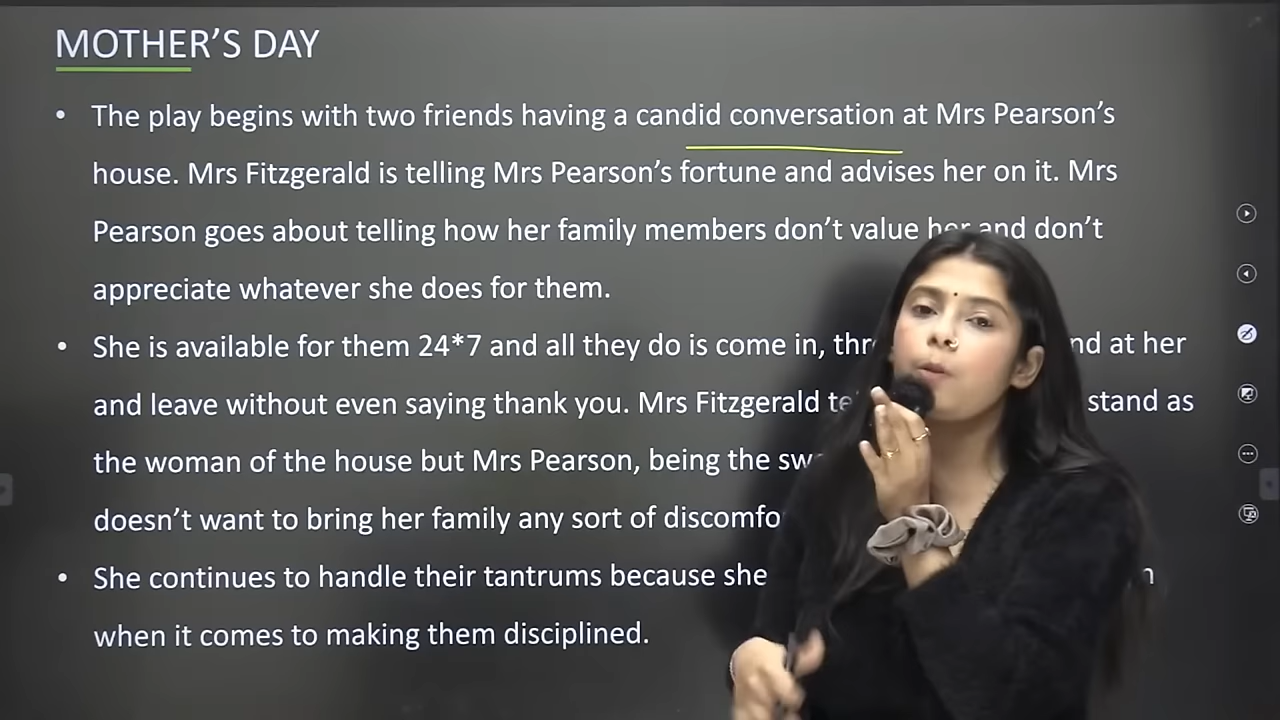 MOTHER’S DAY
• The play begins with two friends having a candid conversation at Mrs Pearson’s
house. Mrs Fitzgerald is telling Mrs Pearson’s fortune and advises her on it. Mrs
Pearson goes about telling how her family members don’t value her and don’t
appreciate whatever she does for them.
• She is available for them 24*7 and all they do is come in, at her
and leave without even saying thank you. Mrs Fitzgerald stand as
the woman of the house but Mrs Pearson, being the
doesn’t want to bring her family any sort of
• She continues to handle their tantrums because she
when it comes to making them disciplined.